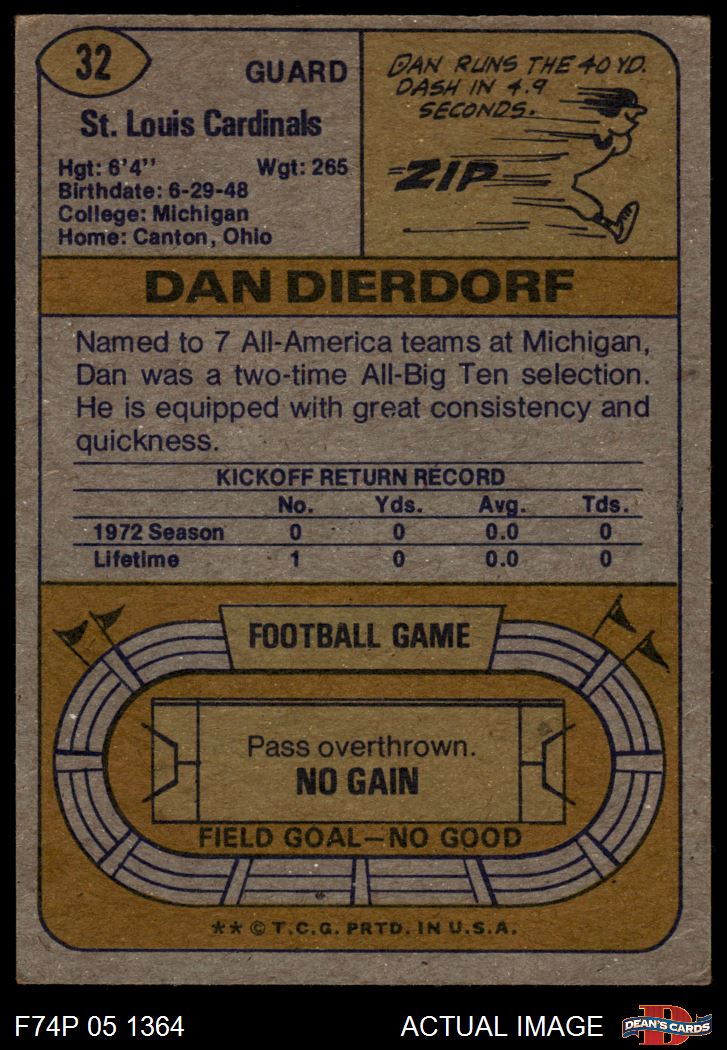 32
GUARD
St. Louis Cardinals
Hgt: 6'4" Wgt: 265
Birthdate: 6-29-48
College: Michigan
Home: Canton, Ohio
DAN RUNS THE 40 YD.
DASH IN 4.9
SECONDS.
ZIP
DAN DIERDORF
Named to 7 All-America teams at Michigan,
Dan was a two-time All-Big Ten selection.
He is equipped with great consistency and
quickness.
KICKOFF RETURN RECORD
No. Yds. Avg. Tds.
1972 Season 0 0 0.0 0
Lifetime 1 0 0.0 0
FOOTBALL GAME
Pass overthrown.
NO GAIN
FIELD GOAL—NO GOOD
** © T.C.G. PRTD. IN U.S.A.
F74P 05 1364 ACTUAL IMAGE
D
DEAN'S CARDS